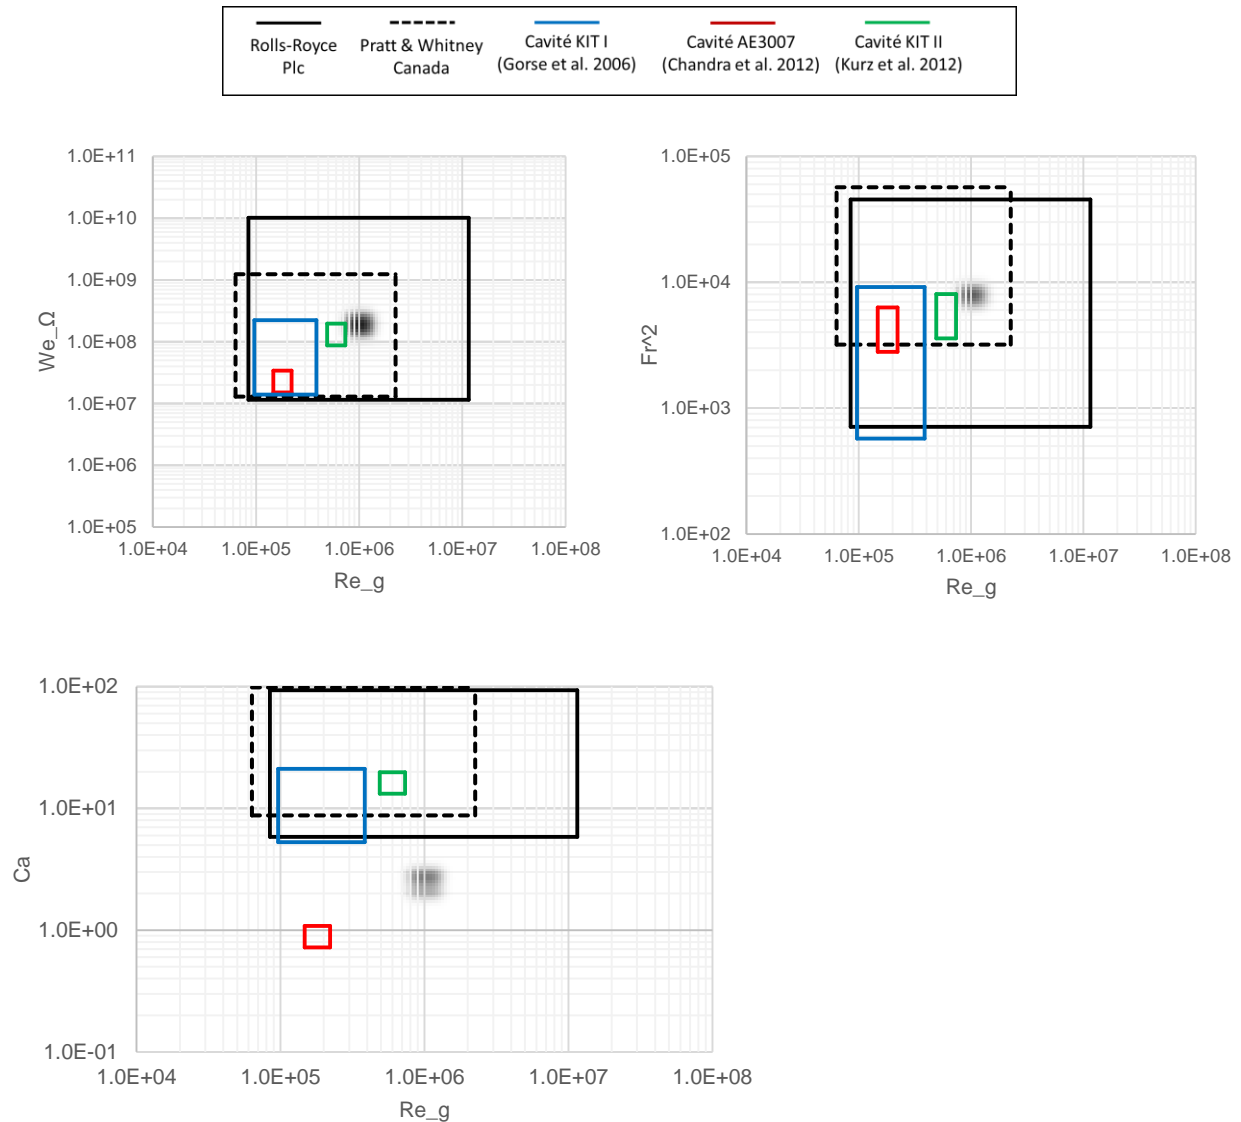 Rolls-Royce
Plc
Pratt & Whitney
Canada
Cavité KIT I
(Gorse et al. 2006)
Cavité AE3007
(Chandra et al. 2012)
Cavité KIT II
(Kurz et al. 2012)
1.0E+11
1.0E+10
1.0E+09
1.0E+08
1.0E+07
1.0E+06
1.0E+05
We_Ω
1.0E+04 1.0E+05 1.0E+06 1.0E+07 1.0E+08
Re_g
1.0E+05
1.0E+04
1.0E+03
1.0E+02
Fr^2
1.0E+04 1.0E+05 1.0E+06 1.0E+07 1.0E+08
Re_g
1.0E+02
1.0E+01
1.0E+00
1.0E-01
Ca
1.0E+04 1.0E+05 1.0E+06 1.0E+07 1.0E+08
Re_g